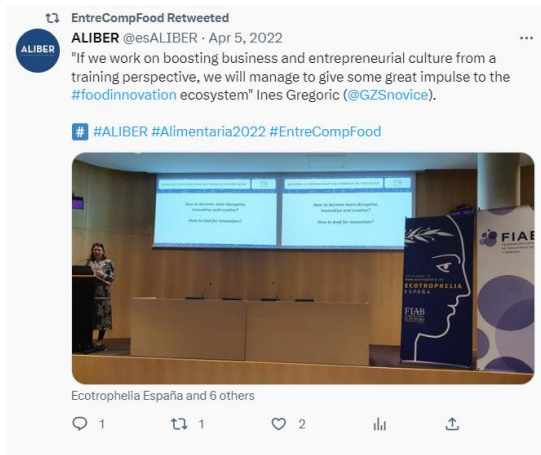 EntreCompFood Retweeted
ALIBER @esALIBER · Apr 5, 2022
ALIBER
"If we work on boosting business and entrepreneurial culture from a
training perspective, we will manage to give some great impulse to the
#foodinnovation ecosystem" Ines Gregoric (@GZSnovice).
# #ALIBER #Alimentaria2022 #EntreCompFood
How to become more disruptive,
innovative and creative?
How to lead for innovation?
How to become more disruptive,
innovative and creative?
How to lead for innovation?
ECOTROPHELIA
ESPAÑA
FIAB
FIAB
Ecotrophelia España and 6 others
1 1 2